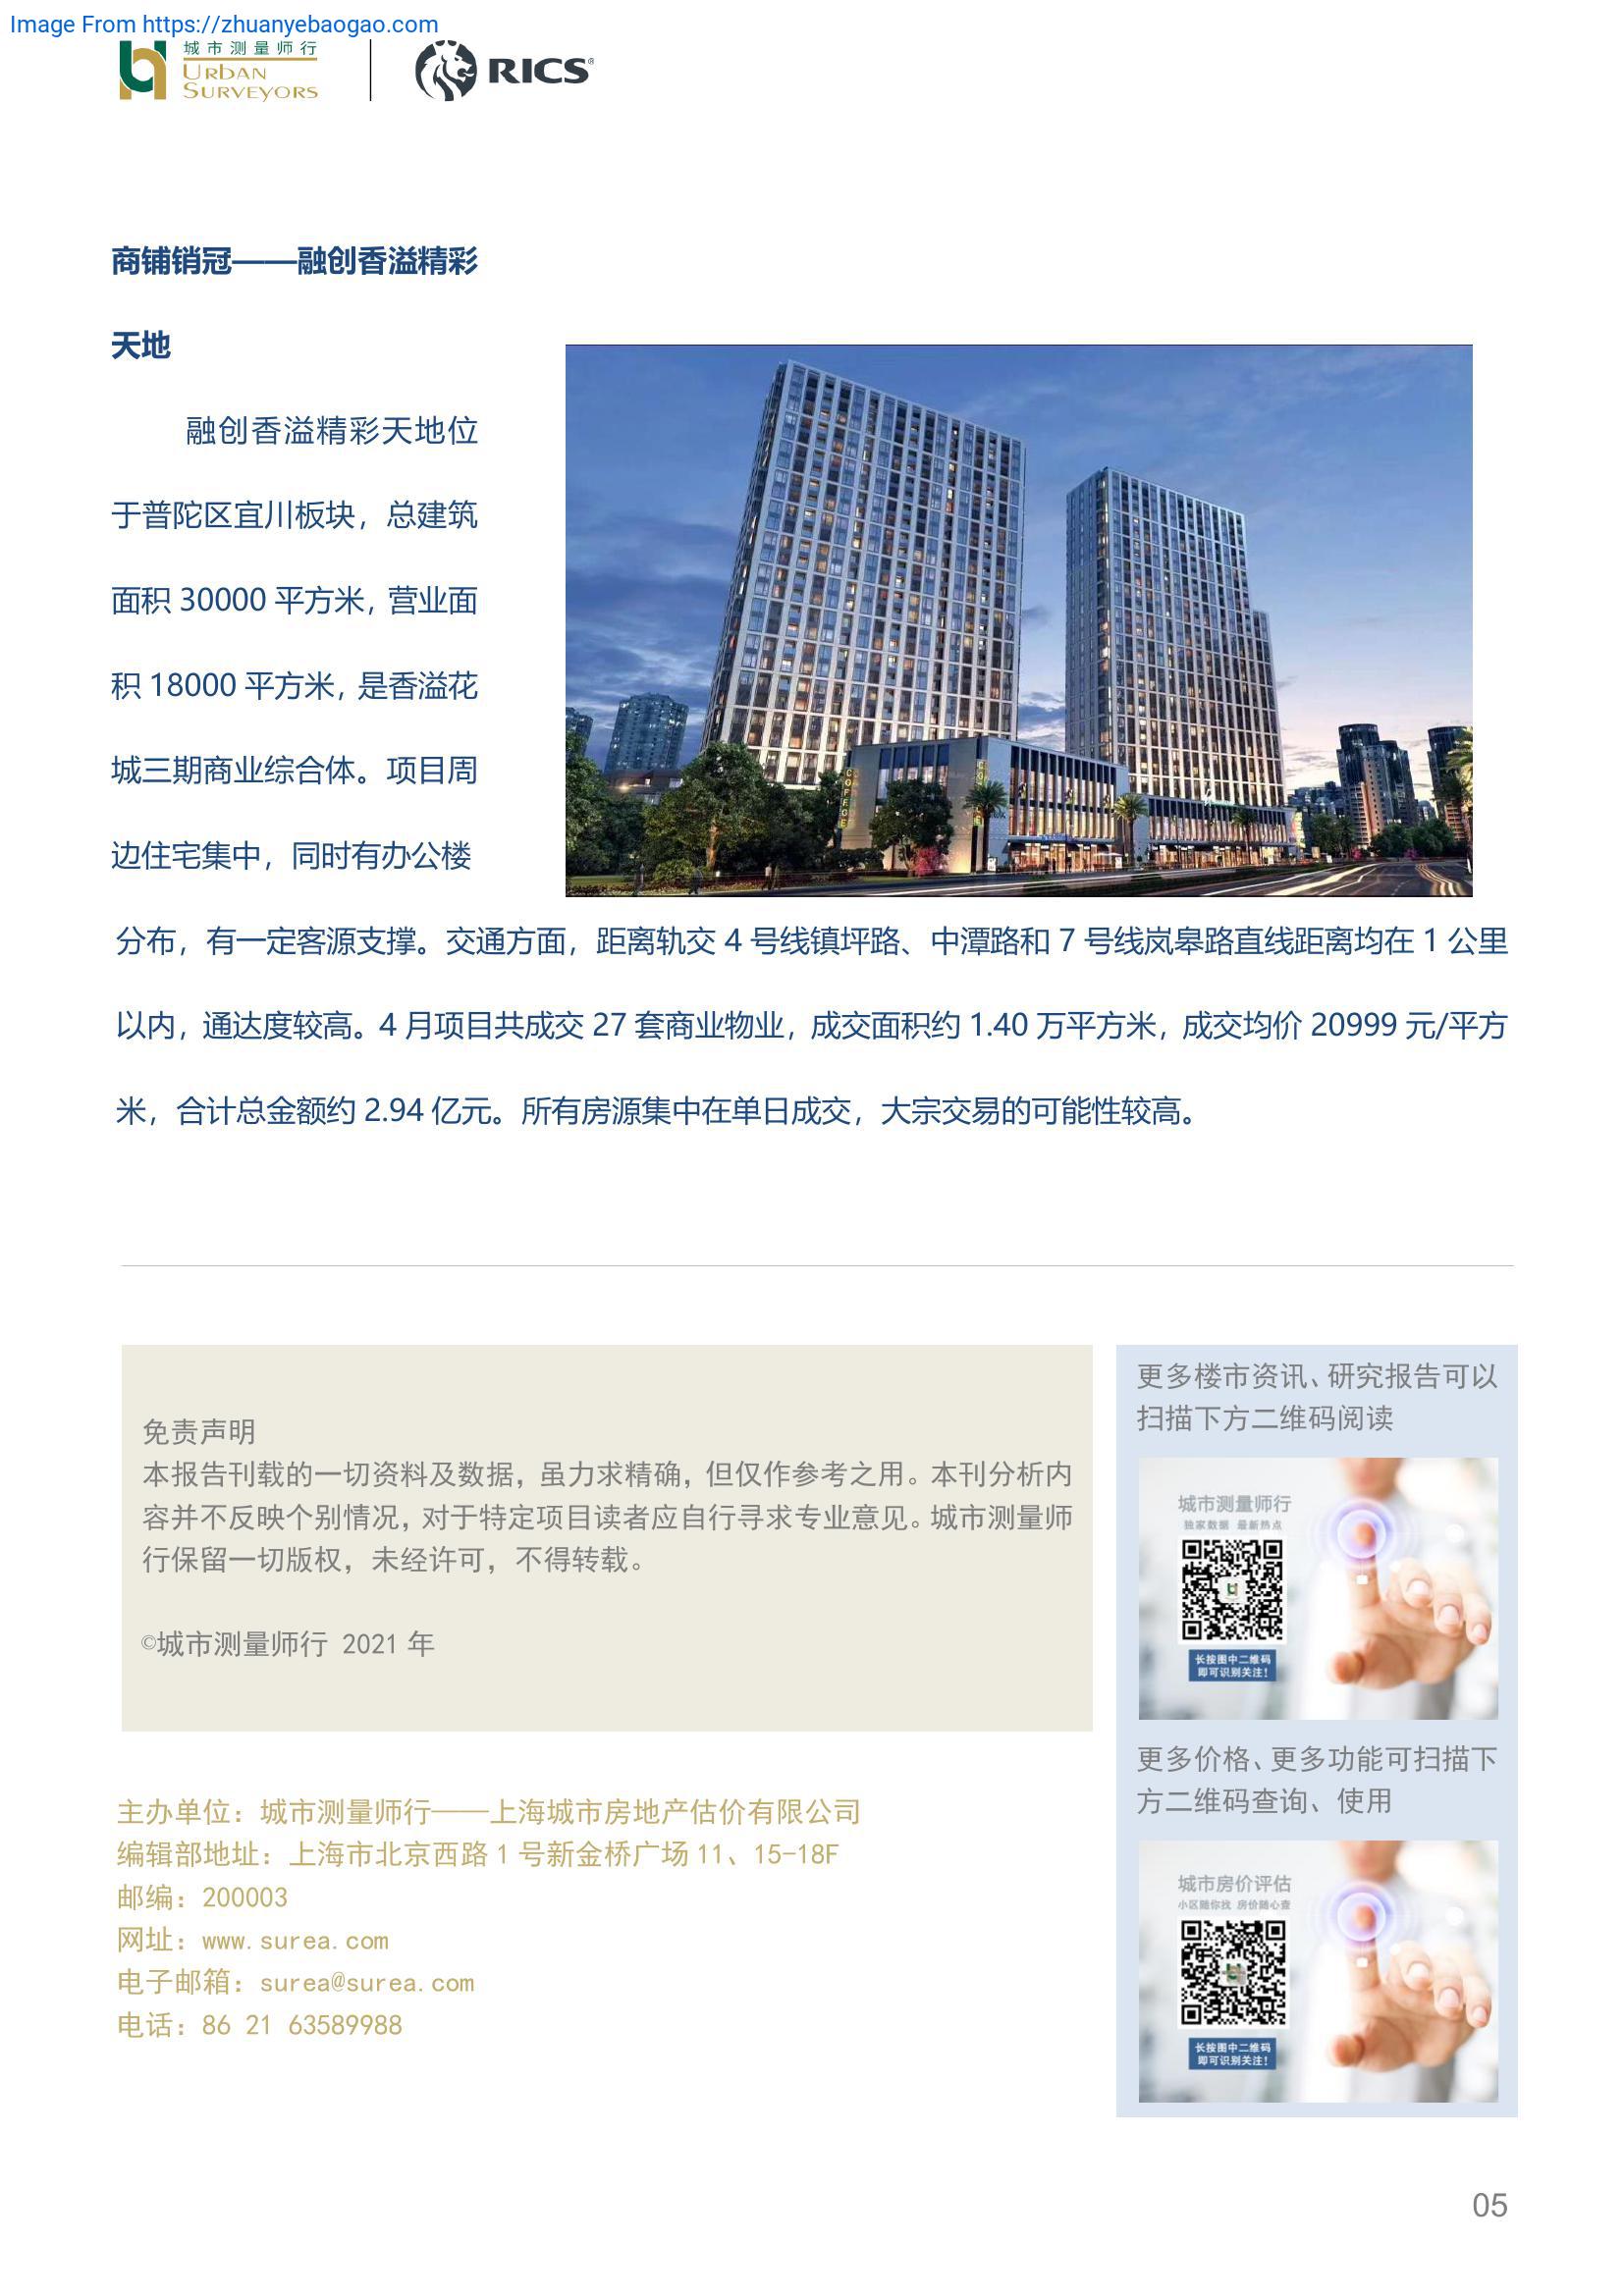 Image From https://zhuanyebaogao.com
城市测量师行
URBAN
SURVEYORS
RICS®
商铺销冠——融创香溢精彩
天地
融创香溢精彩天地位
于普陀区宜川板块，总建筑
面积 30000 平方米，营业面
积 18000 平方米，是香溢花
城三期商业综合体。项目周
边住宅集中，同时有办公楼
COFFEE
分布，有一定客源支撑。交通方面，距离轨交 4 号线镇坪路、中潭路和 7 号线岚皋路直线距离均在 1 公里
以内，通达度较高。4 月项目共成交 27 套商业物业，成交面积约 1.40 万平方米，成交均价 20999 元/平方
米，合计总金额约 2.94 亿元。所有房源集中在单日成交，大宗交易的可能性较高。
免责声明
本报告刊载的一切资料及数据，虽力求精确，但仅作参考之用。本刊分析内
容并不反映个别情况，对于特定项目读者应自行寻求专业意见。城市测量师
行保留一切版权，未经许可，不得转载。
©城市测量师行 2021 年
更多楼市资讯、研究报告可以
扫描下方二维码阅读
城市测量师行
独家数据 最新热点
长按图中二维码
即可识别关注!
更多价格、更多功能可扫描下
方二维码查询、使用
城市房价评估
小区随你找 房价随心查
长按图中二维码
即可识别关注!
主办单位：城市测量师行——上海城市房地产估价有限公司
编辑部地址：上海市北京西路 1 号新金桥广场 11、15-18F
邮编：200003
网址：www.surea.com
电子邮箱：surea@surea.com
电话：86 21 63589988
05